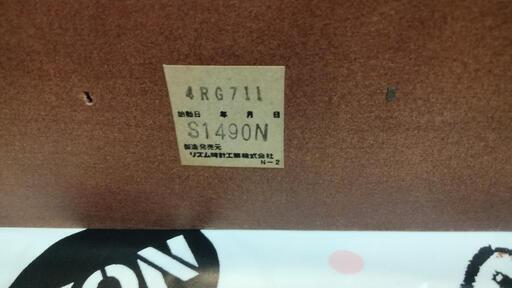 4RG711
始動日 年 月 日
S1490N
製造発売元
リズム時計工業株式会社
N-2
ON